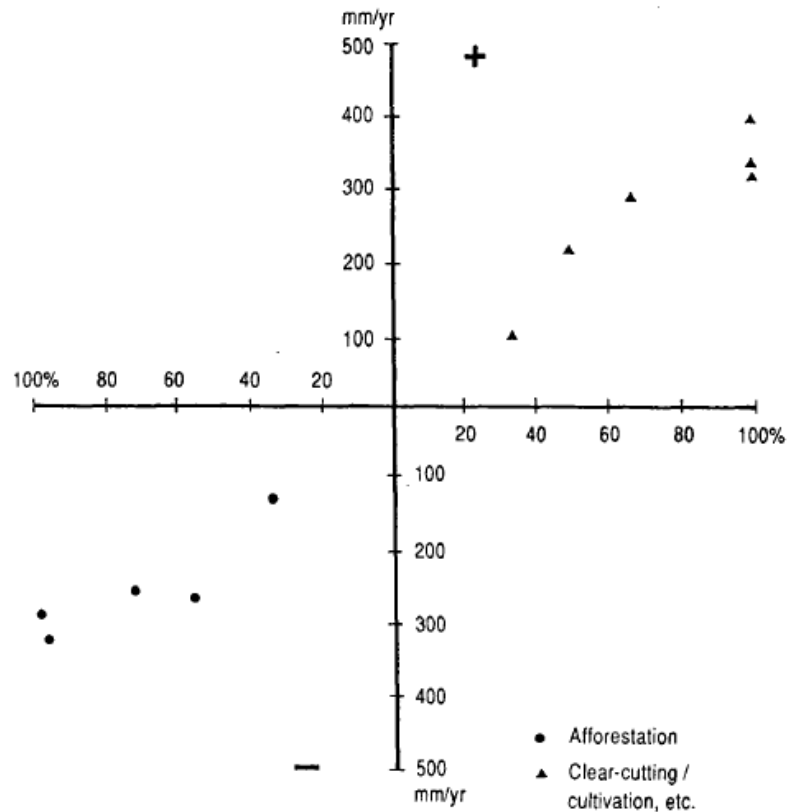 mm/yr
500
+
400
300
200
100
100% 80 60 40 20
20 40 60 80 100%
100
200
300
400
− 500
mm/yr
● Afforestation
▲ Clear-cutting /
cultivation, etc.